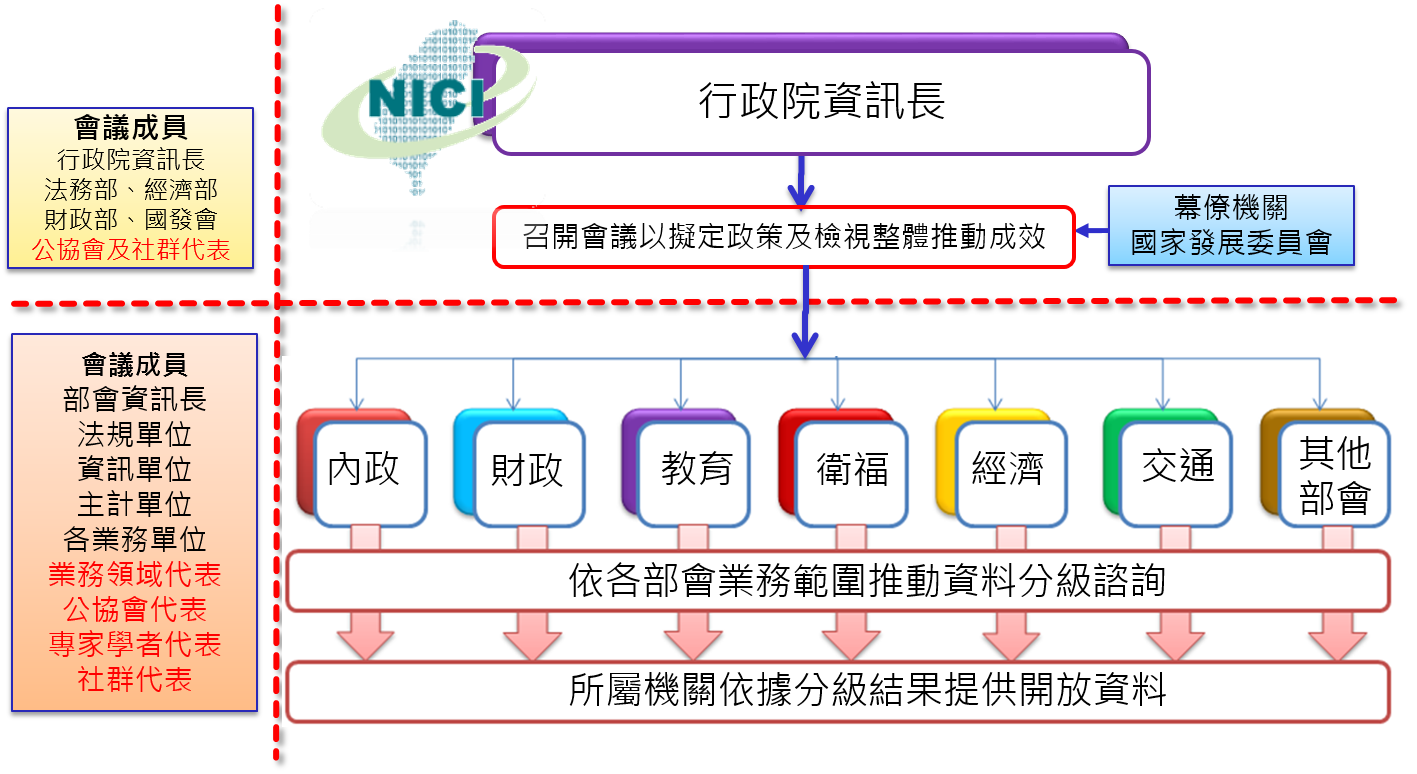 NICI
行政院資訊長
會議成員
行政院資訊長
法務部、經濟部
財政部、國發會
公協會及社群代表
召開會議以擬定政策及檢視整體推動成效
幕僚機關
國家發展委員會
會議成員
部會資訊長
法規單位
資訊單位
主計單位
各業務單位
業務領域代表
公協會代表
專家學者代表
社群代表
內政
財政
教育
衛福
經濟
交通
其他
部會
依各部會業務範圍推動資料分級諮詢
所屬機關依據分級結果提供開放資料